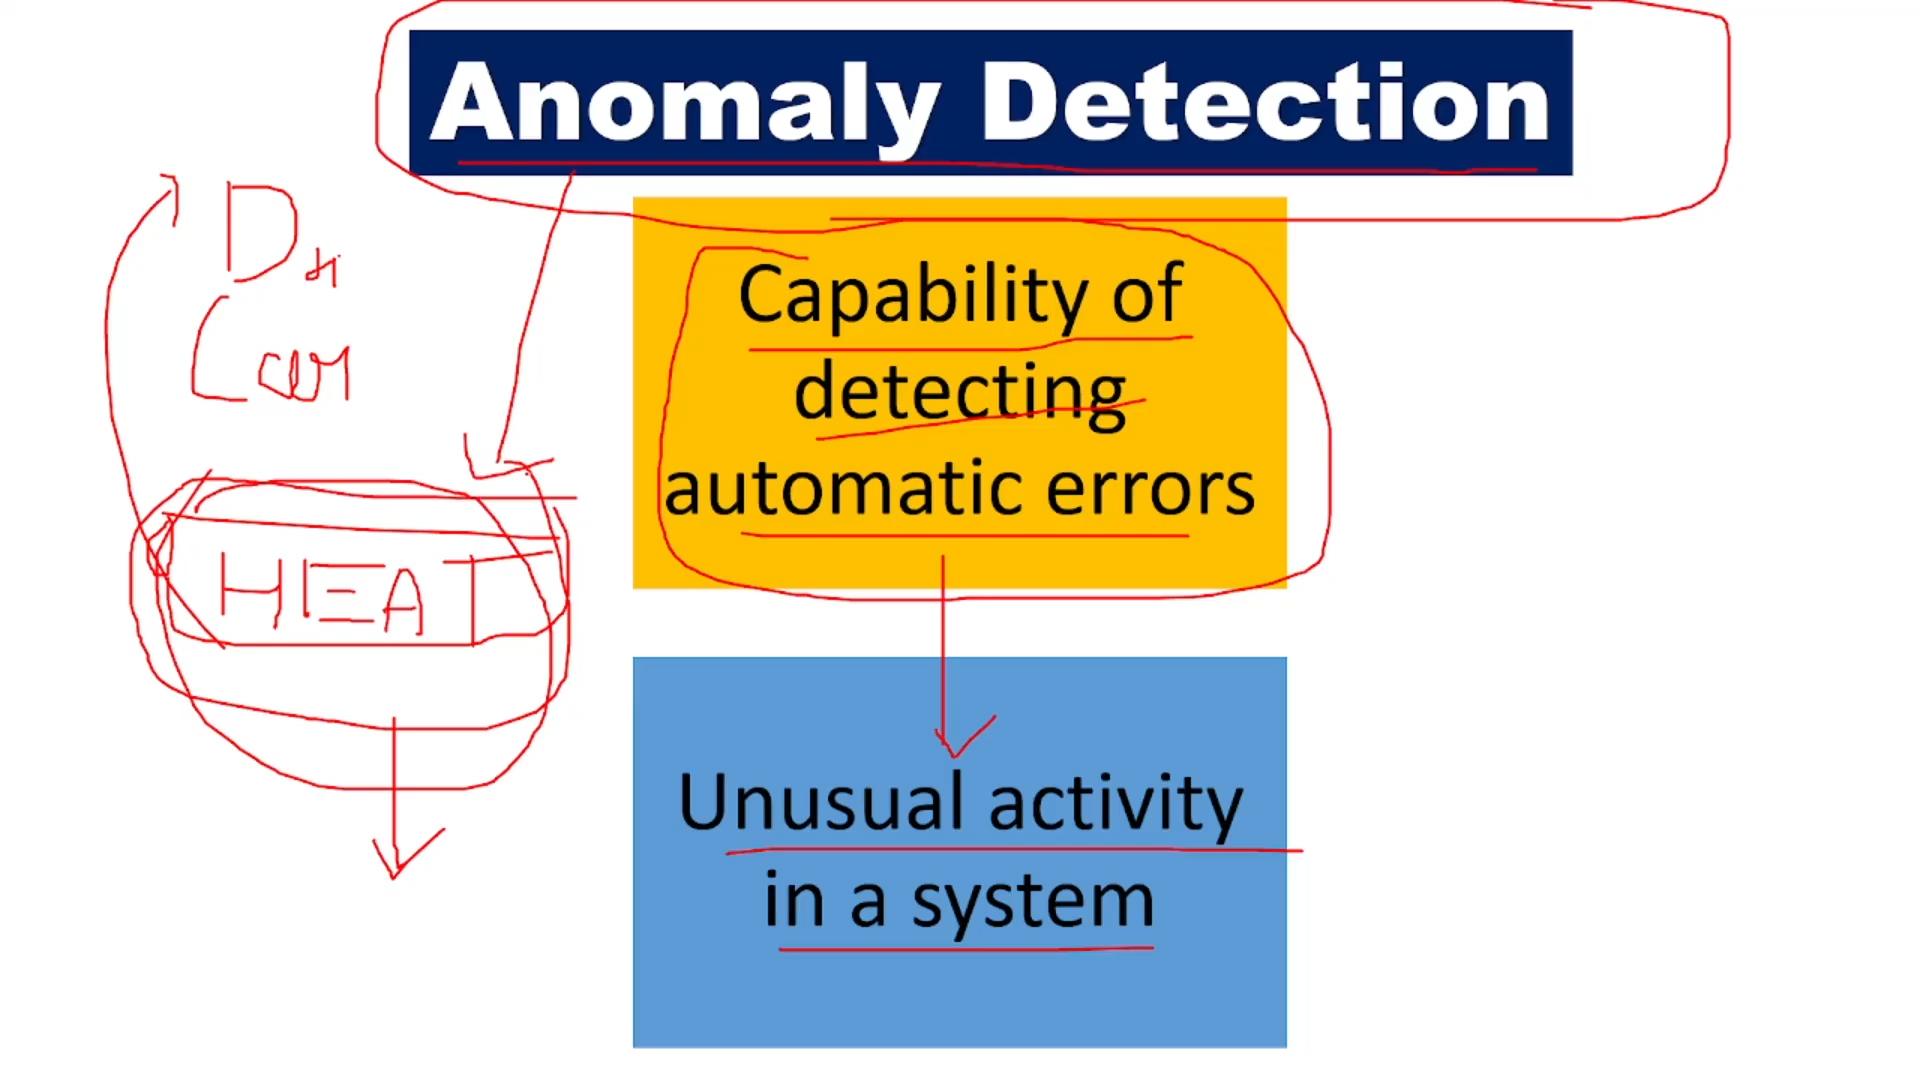 Anomaly Detection
Capability of
detecting
automatic errors
HEAT
Unusual activity
in a system